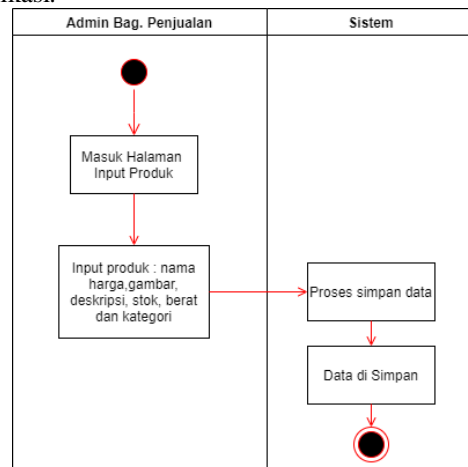 Admin Bag. Penjualan
Sistem
Masuk Halaman
Input Produk
Input produk : nama
harga,gambar,
deskripsi, stok, berat
dan kategori
Proses simpan data
Data di Simpan